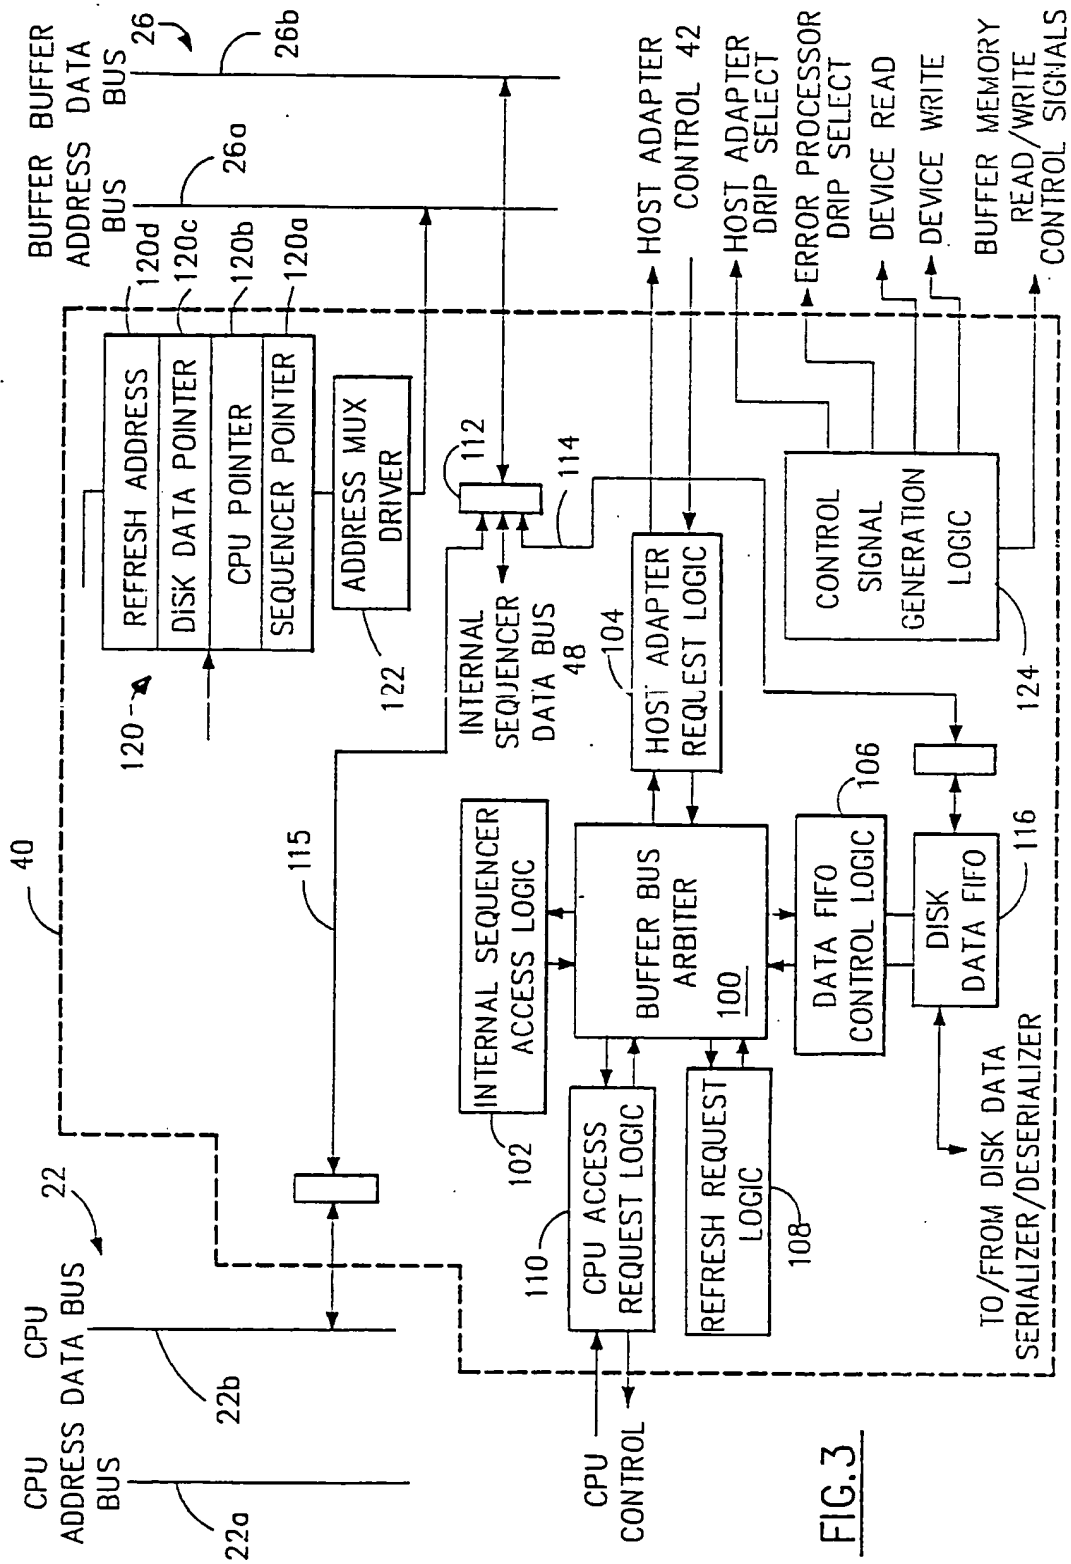 CPU
ADDRESS
BUS
CPU
DATA BUS
22
22a
22b
40
115
BUFFER
ADDRESS
BUS
BUFFER
DATA
BUS
26
26a
26b
120
120d
120c
120b
120a
REFRESH ADDRESS
DISK DATA POINTER
CPU POINTER
SEQUENCER POINTER
ADDRESS MUX
DRIVER
122
112
114
INTERNAL
SEQUENCER
DATA BUS
48
INTERNAL SEQUENCER
ACCESS LOGIC
102
104
HOST ADAPTER
REQUEST LOGIC
HOST ADAPTER
CONTROL 42
HOST ADAPTER
DRIP SELECT
ERROR PROCESSOR
DRIP SELECT
DEVICE READ
DEVICE WRITE
BUFFER MEMORY
READ/WRITE
CONTROL SIGNALS
CONTROL
SIGNAL
GENERATION
LOGIC
124
BUFFER BUS
ARBITER
100
CPU ACCESS
REQUEST LOGIC
110
CPU
CONTROL
REFRESH REQUEST
LOGIC
108
DATA FIFO
CONTROL LOGIC
106
DISK
DATA FIFO
116
TO/FROM DISK DATA
SERIALIZER/DESERIALIZER
FIG.3